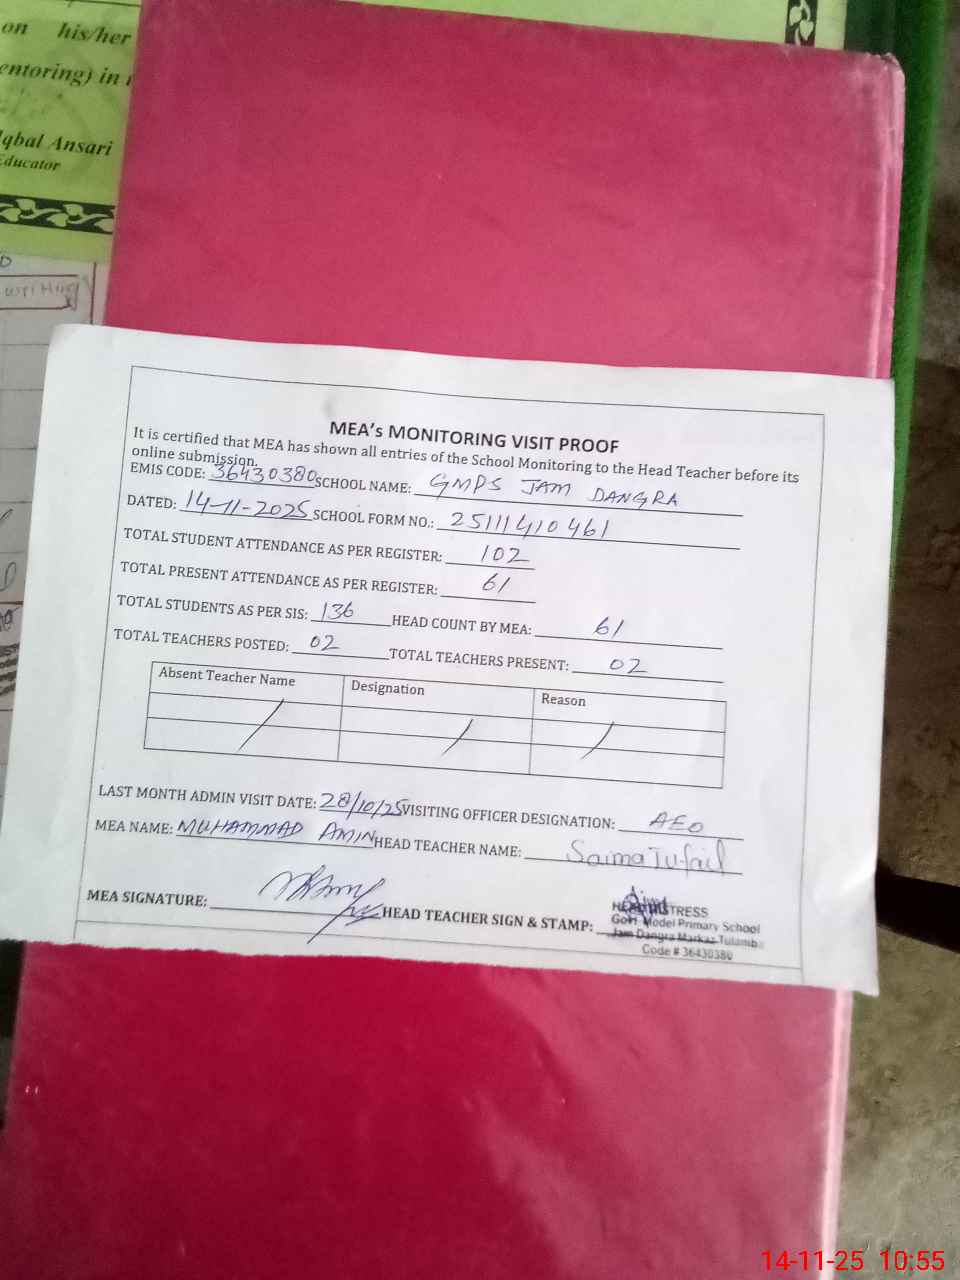 on his/her
entoring) in
Iqbal Ansari
Educator
writing
MEA's MONITORING VISIT PROOF
It is certified that MEA has shown all entries of the School Monitoring to the Head Teacher before its
online submission.
EMIS CODE: 36430380 SCHOOL NAME: GMPS JAM DANGRA
DATED: 14-11-2025 SCHOOL FORM NO.: 25111410461
TOTAL STUDENT ATTENDANCE AS PER REGISTER: 102
TOTAL PRESENT ATTENDANCE AS PER REGISTER: 61
TOTAL STUDENTS AS PER SIS: 136 HEAD COUNT BY MEA: 61
TOTAL TEACHERS POSTED: 02 TOTAL TEACHERS PRESENT: 02
Absent Teacher Name Designation Reason
LAST MONTH ADMIN VISIT DATE: 28/10/25 VISITING OFFICER DESIGNATION: AEO
MEA NAME: MUHAMMAD AMIN HEAD TEACHER NAME: Saima Tufail
MEA SIGNATURE: HEAD TEACHER SIGN & STAMP:
HEADMISTRESS
Govt Model Primary School
Jam Dangra Markaz Tulamba
Code # 36430380
14-11-25 10:55